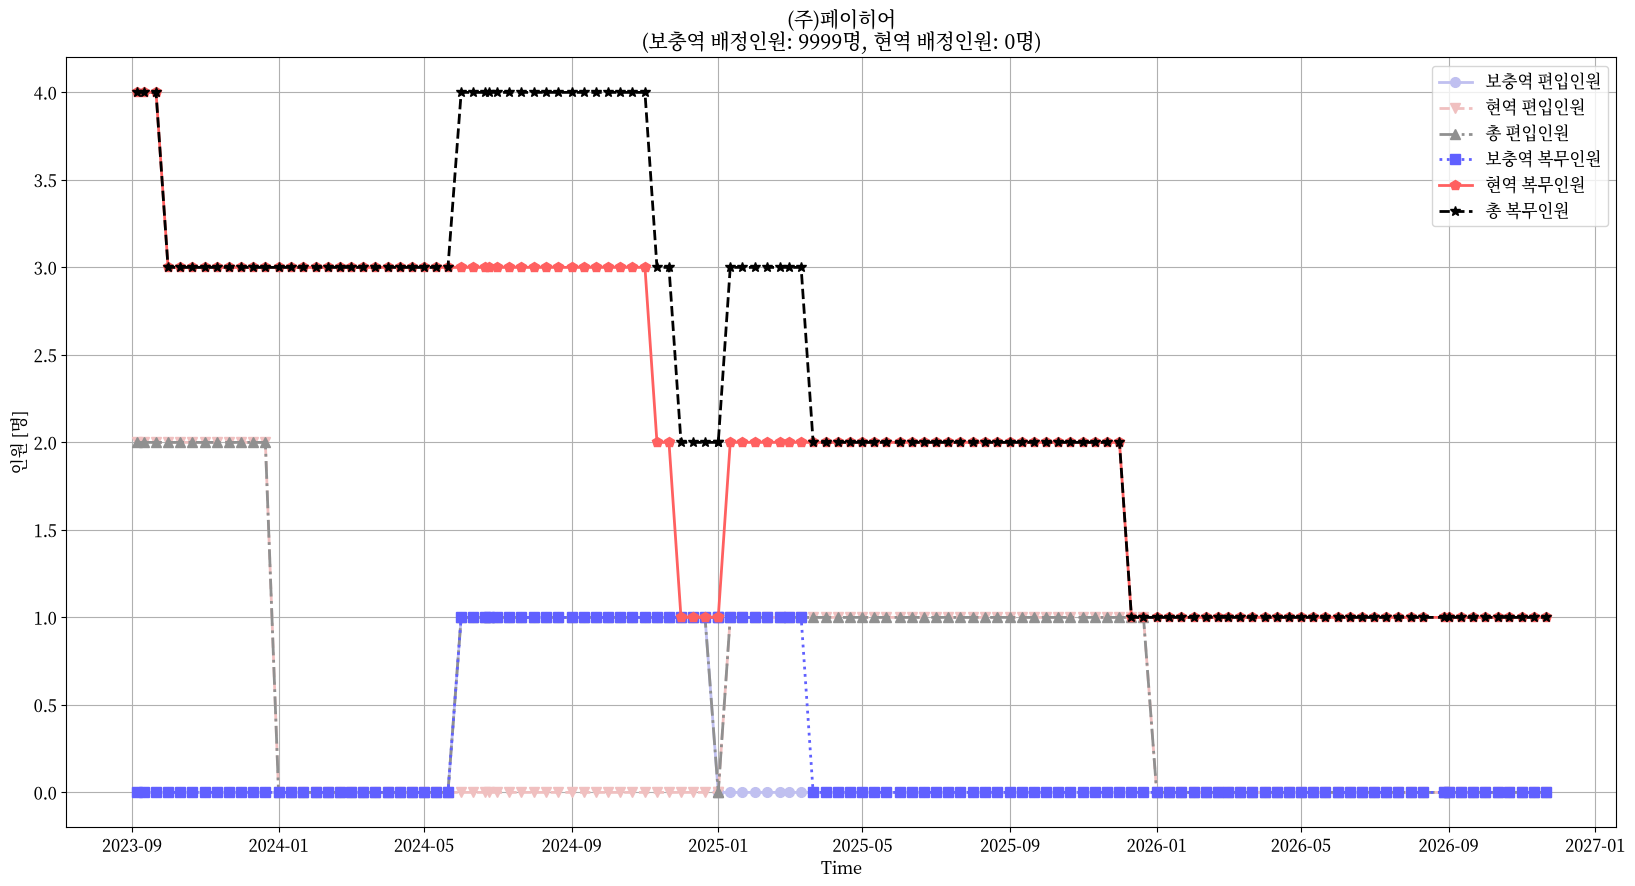 (주)페이히어
(보충역 배정인원: 9999명, 현역 배정인원: 0명)
보충역 편입인원
현역 편입인원
총 편입인원
보충역 복무인원
현역 복무인원
총 복무인원
인원 [명]
4.0
3.5
3.0
2.5
2.0
1.5
1.0
0.5
0.0
2023-09 2024-01 2024-05 2024-09 2025-01 2025-05 2025-09 2026-01 2026-05 2026-09 2027-01
Time